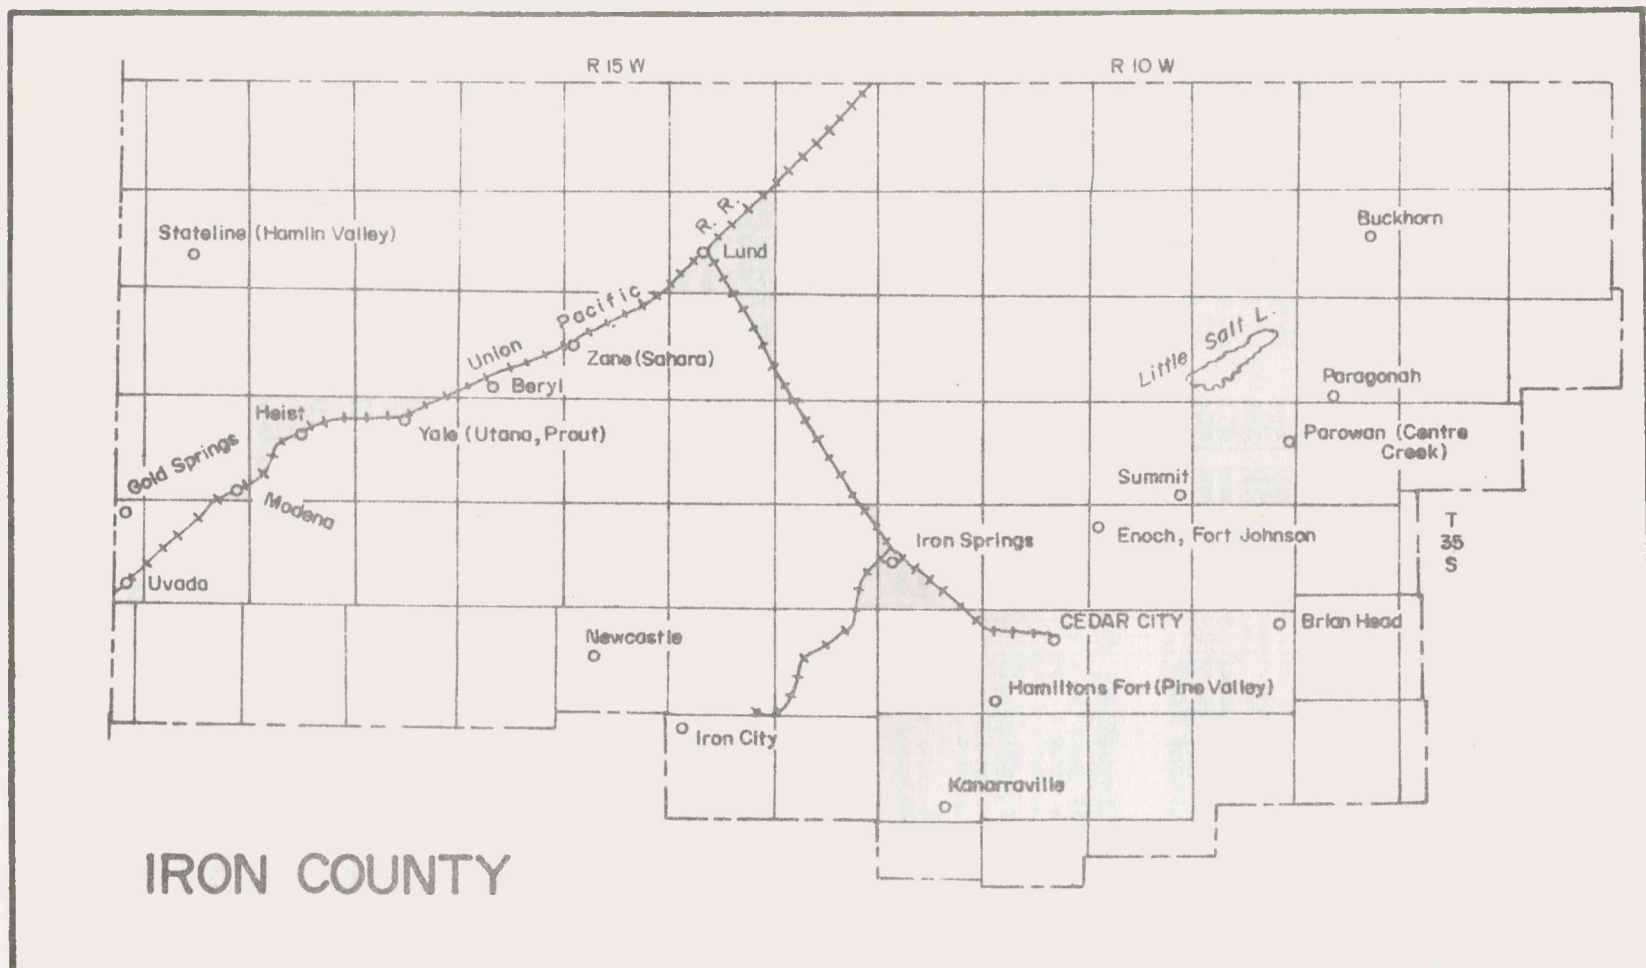 R 15 W
R 10 W
Stateline (Hamlin Valley)
Buckhorn
R. R.
Lund
Pacific
Union
Zane (Sahara)
Little Salt L.
Beryl
Paragonah
Heist
Yale (Utana, Prout)
Parowan (Centre
Creek)
Gold Springs
Summit
Modena
T
35
S
Enoch, Fort Johnson
Iron Springs
Uvada
CEDAR CITY
Brian Head
Newcastle
Hamiltons Fort (Pine Valley)
Iron City
Kanarraville
IRON COUNTY